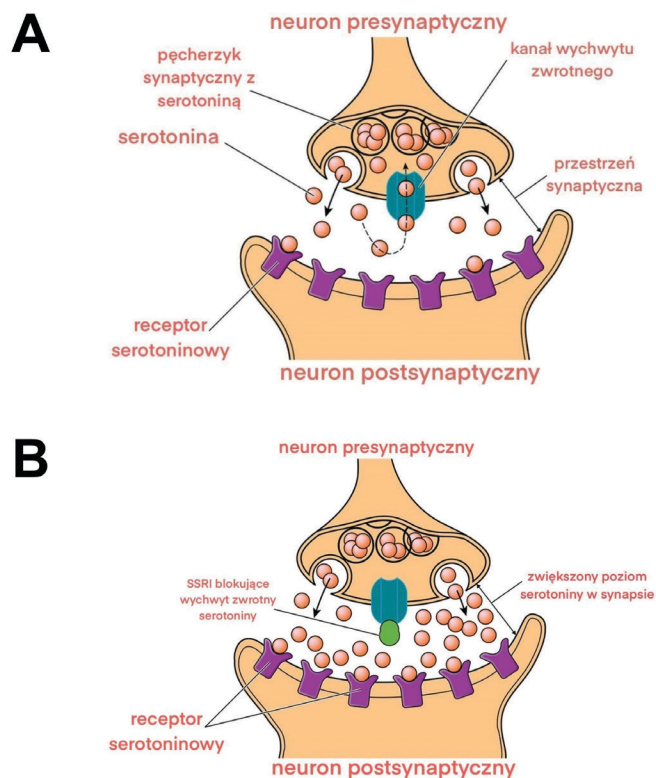 A
neuron presynaptyczny
pęcherzyk
synaptyczny z
serotoniną
kanał wychwytu
zwrotnego
serotonina
przestrzeń
synaptyczna
receptor
serotoninowy
neuron postsynaptyczny
B
neuron presynaptyczny
SSRI blokujące
wychwyt zwrotny
serotoniny
zwiększony poziom
serotoniny w synapsie
receptor
serotoninowy
neuron postsynaptyczny